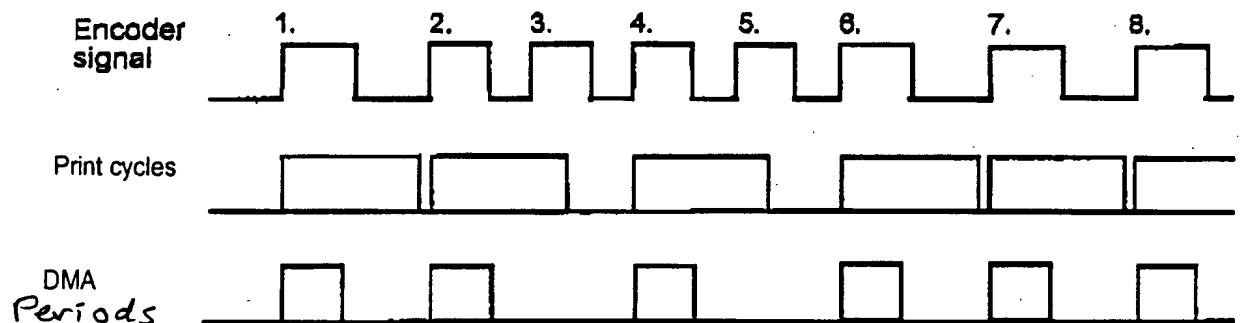 1. 2. 3. 4. 5. 6. 7. 8.
Encoder
signal
Print cycles
DMA
Periods